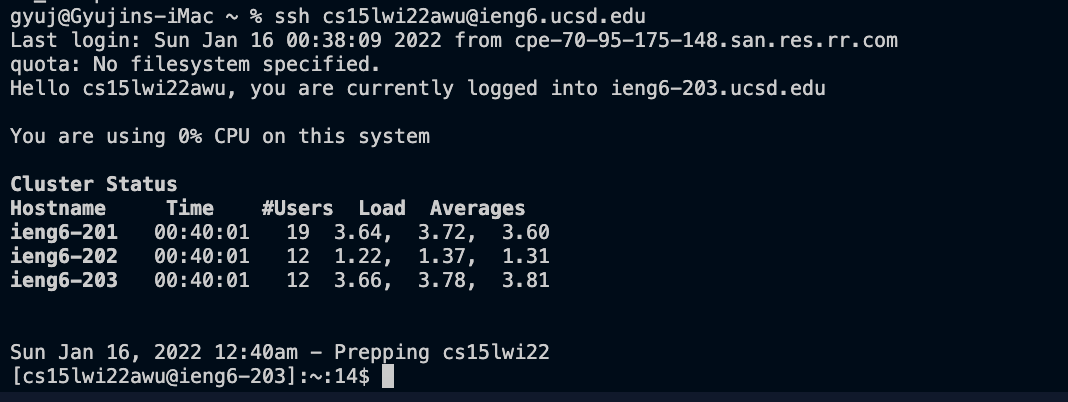 gyuj@Gyujins-iMac ~ % ssh cs15lwi22awu@ieng6.ucsd.edu
Last login: Sun Jan 16 00:38:09 2022 from cpe-70-95-175-148.san.res.rr.com
quota: No filesystem specified.
Hello cs15lwi22awu, you are currently logged into ieng6-203.ucsd.edu
You are using 0% CPU on this system
Cluster Status
Hostname     Time    #Users  Load  Averages
ieng6-201   00:40:01   19  3.64,  3.72,  3.60
ieng6-202   00:40:01   12  1.22,  1.37,  1.31
ieng6-203   00:40:01   12  3.66,  3.78,  3.81
Sun Jan 16, 2022 12:40am - Prepping cs15lwi22
[cs15lwi22awu@ieng6-203]:~:14$